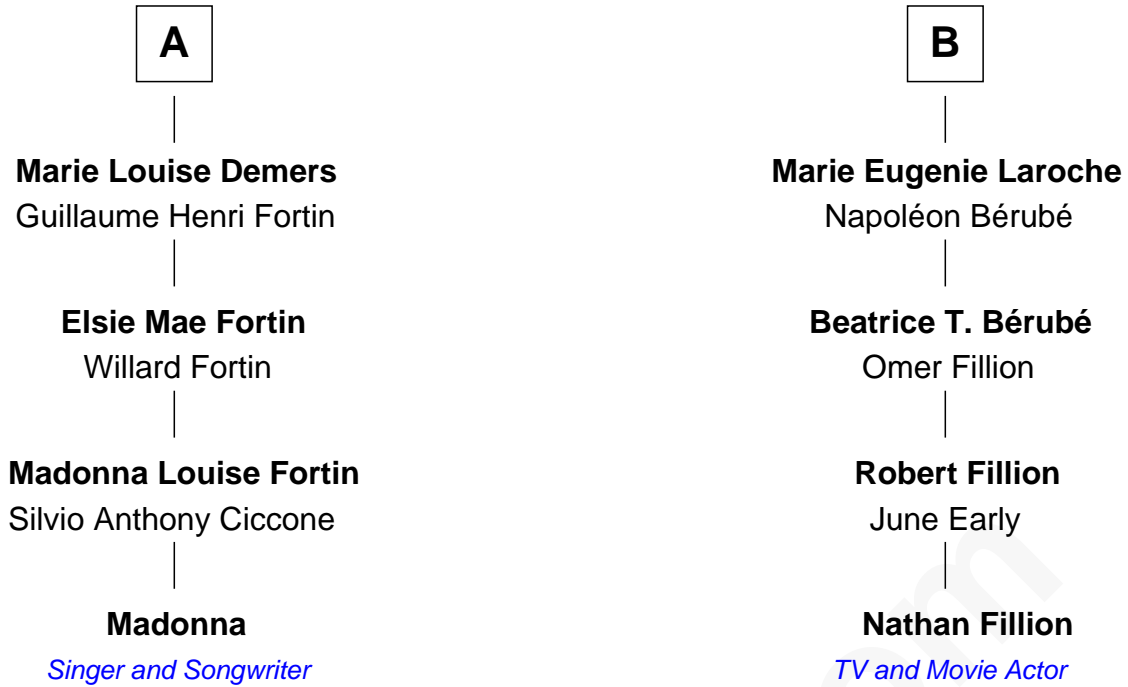 A
B
Marie Louise Demers
Guillaume Henri Fortin
Marie Eugenie Laroche
Napoléon Bérubé
Elsie Mae Fortin
Willard Fortin
Beatrice T. Bérubé
Omer Fillion
Madonna Louise Fortin
Silvio Anthony Ciccone
Robert Fillion
June Early
Madonna
Singer and Songwriter
Nathan Fillion
TV and Movie Actor